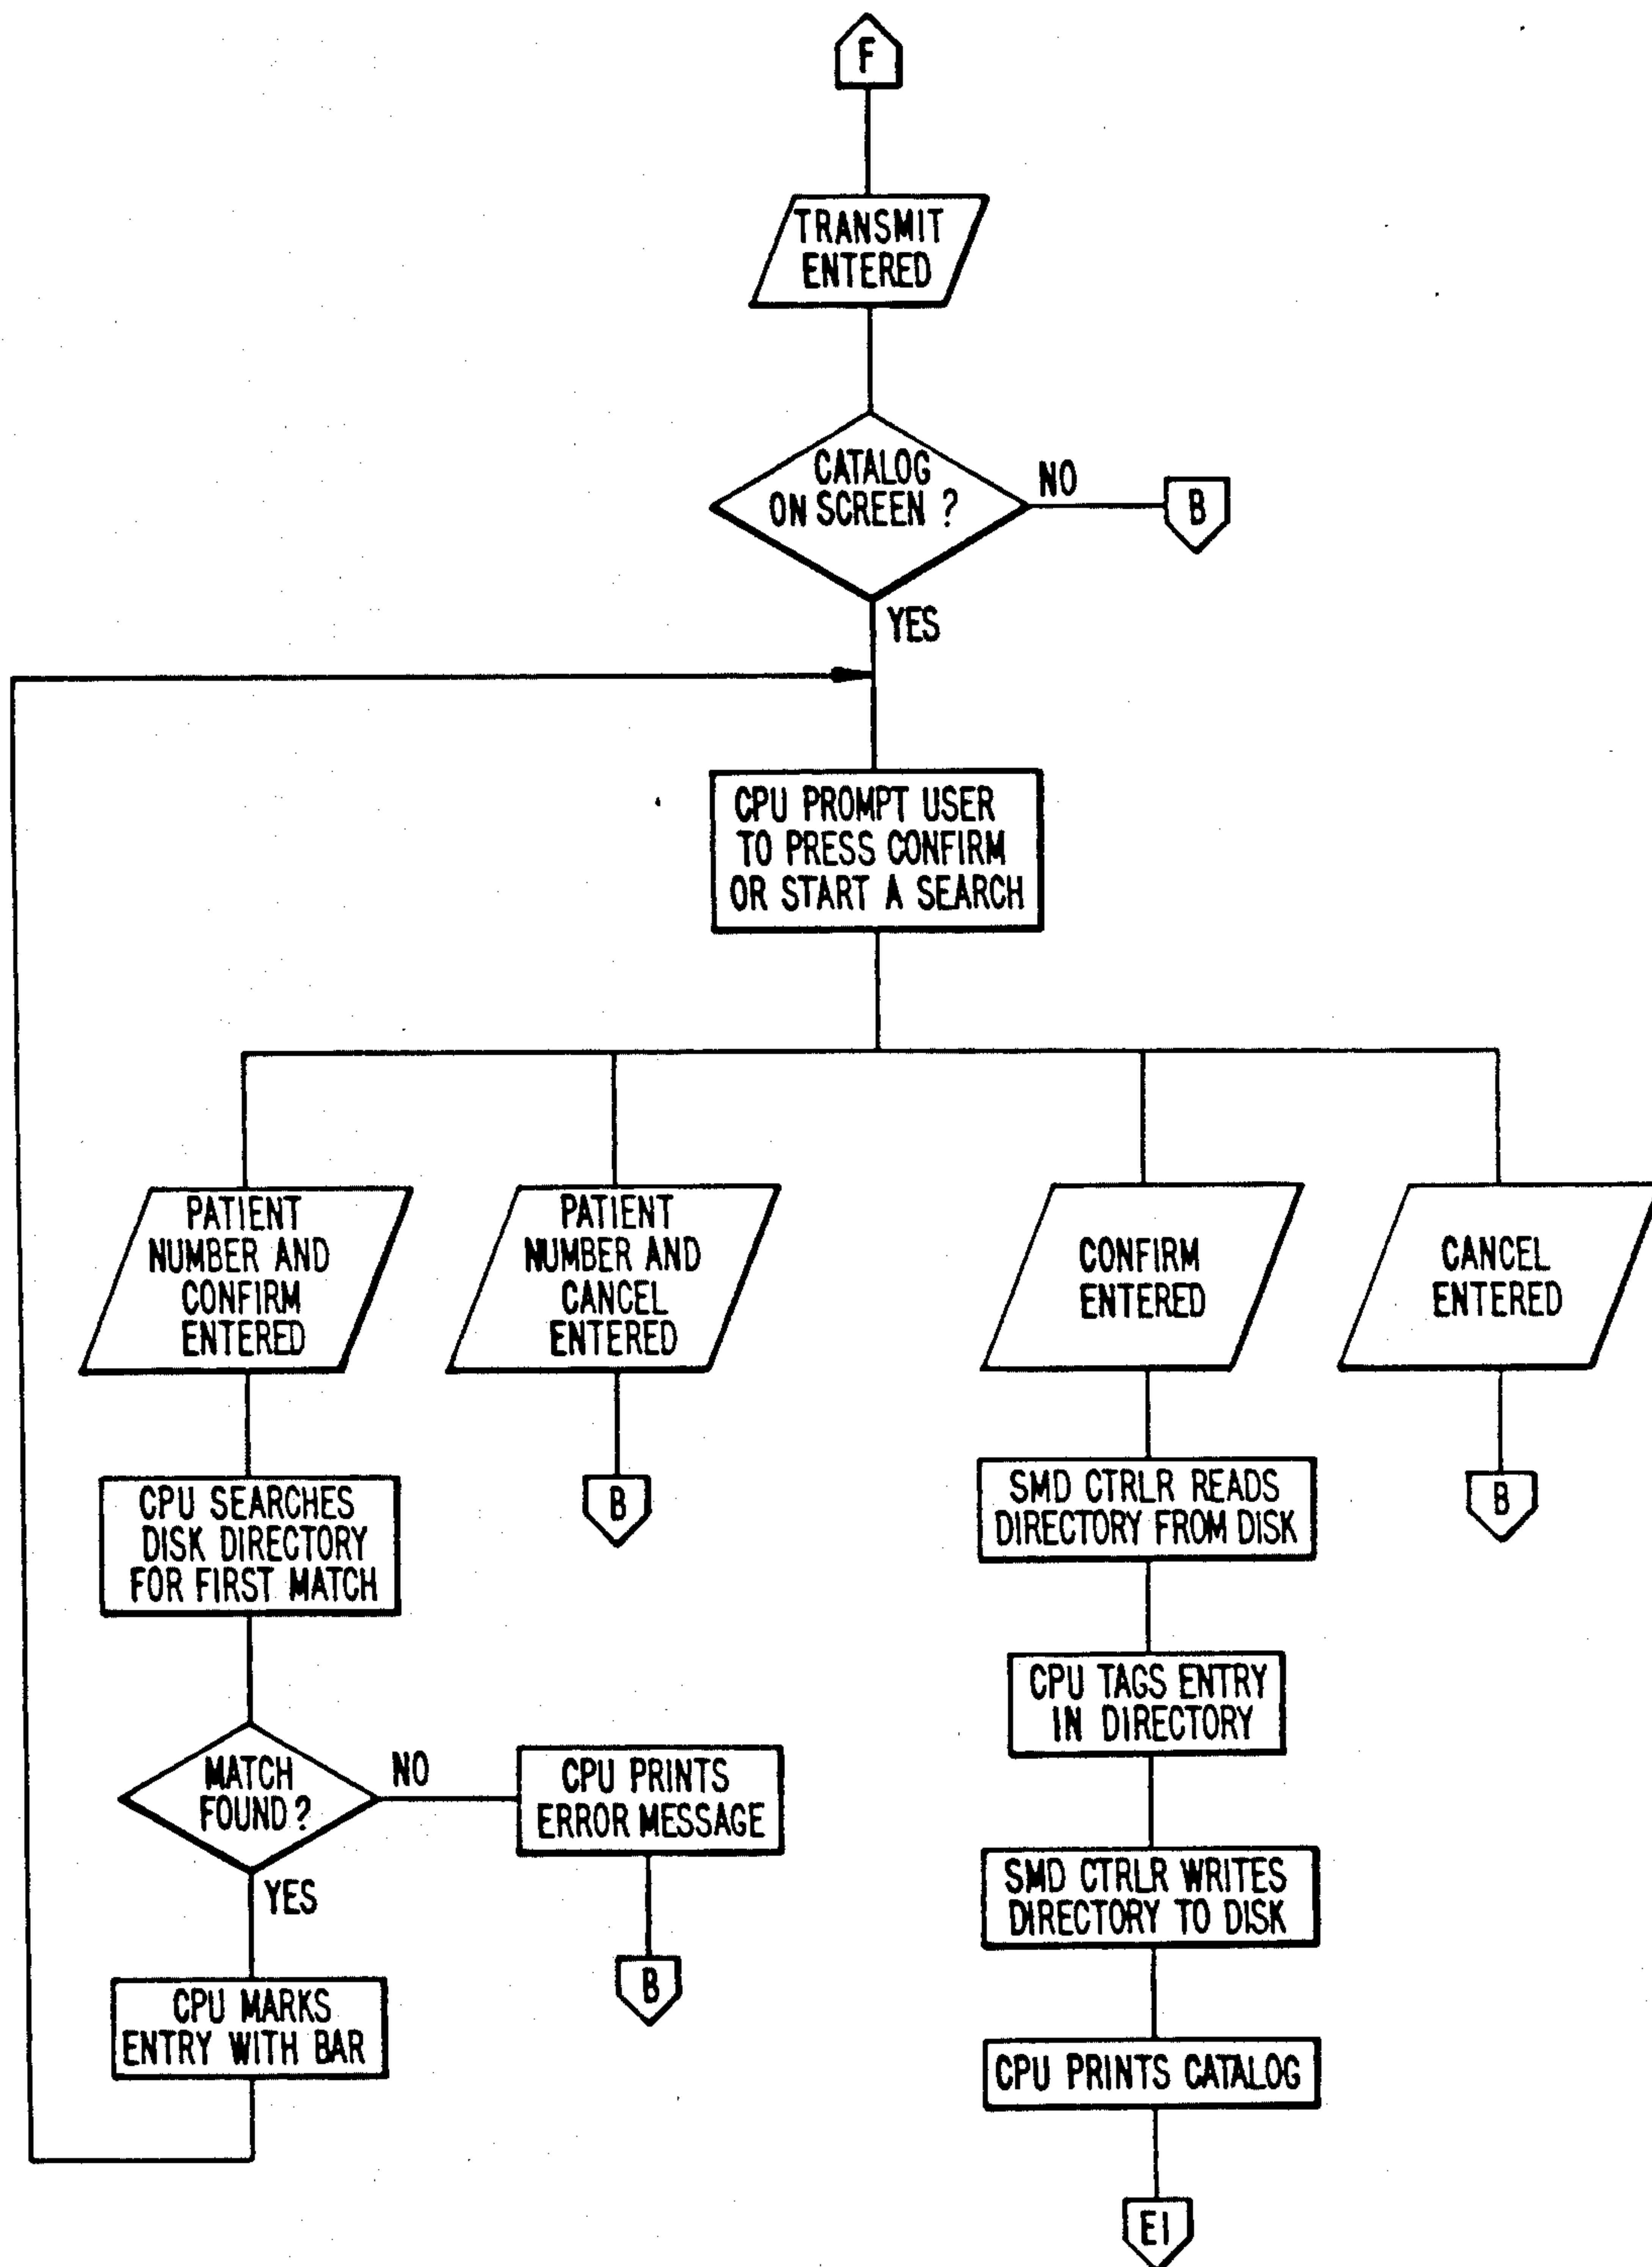 F
TRANSMIT
ENTERED
CATALOG
ON SCREEN ?
NO
B
YES
CPU PROMPT USER
TO PRESS CONFIRM
OR START A SEARCH
PATIENT
NUMBER AND
CONFIRM
ENTERED
PATIENT
NUMBER AND
CANCEL
ENTERED
CONFIRM
ENTERED
CANCEL
ENTERED
CPU SEARCHES
DISK DIRECTORY
FOR FIRST MATCH
B
SMD CTRLR READS
DIRECTORY FROM DISK
B
CPU TAGS ENTRY
IN DIRECTORY
MATCH
FOUND ?
NO
CPU PRINTS
ERROR MESSAGE
YES
B
SMD CTRLR WRITES
DIRECTORY TO DISK
CPU MARKS
ENTRY WITH BAR
CPU PRINTS CATALOG
E1